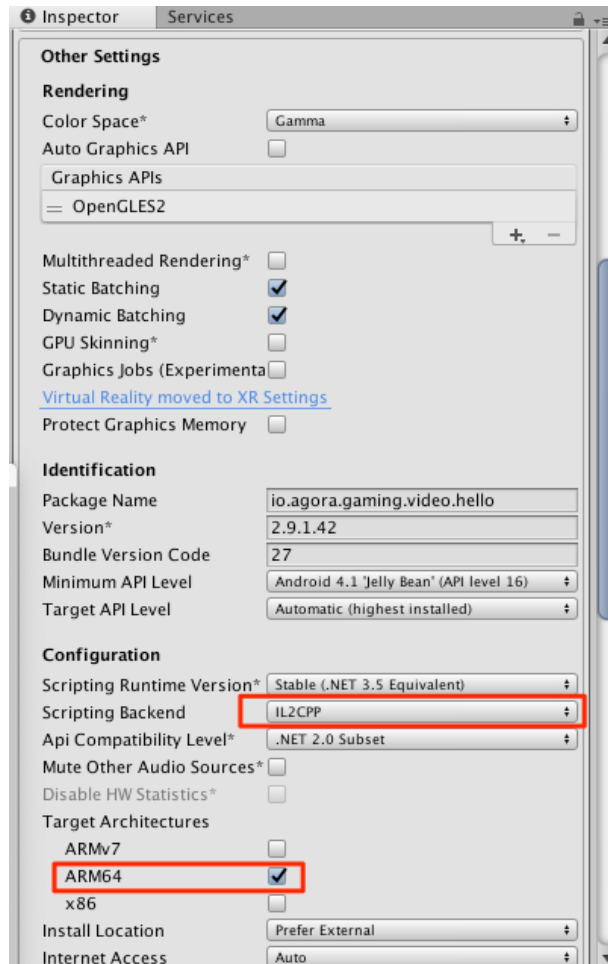 Inspector Services
Other Settings
Rendering
Color Space* Gamma
Auto Graphics API
Graphics APIs
= OpenGLES2
+ −
Multithreaded Rendering*
Static Batching
Dynamic Batching
GPU Skinning*
Graphics Jobs (Experimenta
Virtual Reality moved to XR Settings
Protect Graphics Memory
Identification
Package Name io.agora.gaming.video.hello
Version* 2.9.1.42
Bundle Version Code 27
Minimum API Level Android 4.1 'Jelly Bean' (API level 16)
Target API Level Automatic (highest installed)
Configuration
Scripting Runtime Version* Stable (.NET 3.5 Equivalent)
Scripting Backend IL2CPP
Api Compatibility Level* .NET 2.0 Subset
Mute Other Audio Sources*
Disable HW Statistics*
Target Architectures
ARMv7
ARM64
x86
Install Location Prefer External
Internet Access Auto